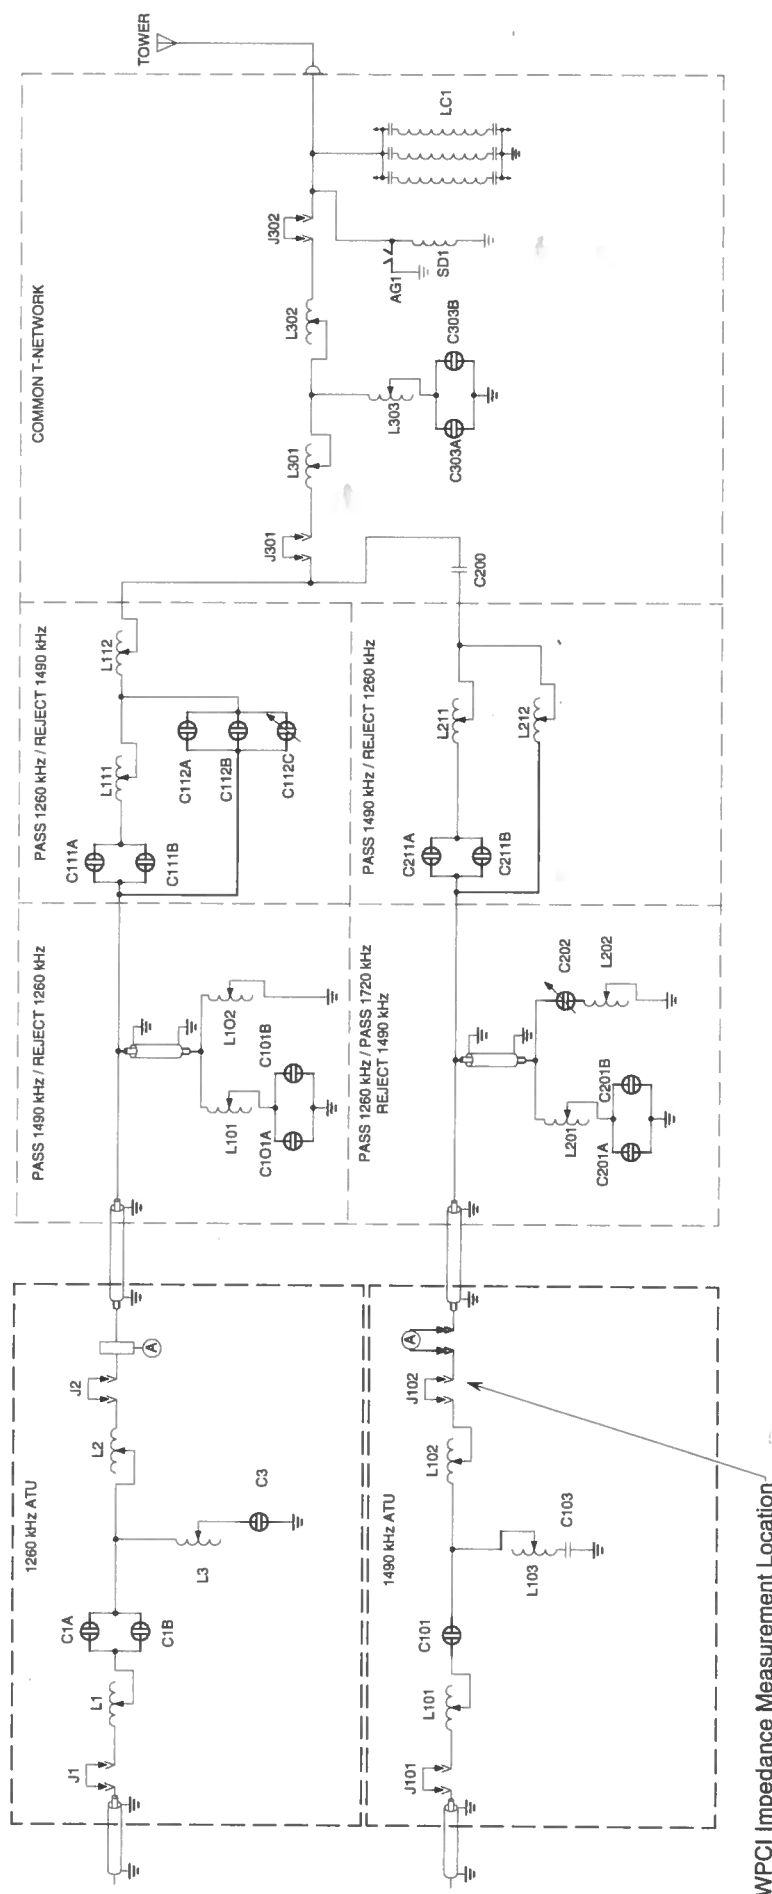 TOWER
COMMON T-NETWORK
LC1
J302
AG1
SD1
L302
C303B
L303
C303A
L301
J301
C200
PASS 1260 kHz / REJECT 1490 kHz
L112
L111
C112A
C112B
C112C
C111A
C111B
PASS 1490 kHz / REJECT 1260 kHz
L211
L212
C211A
C211B
PASS 1490 kHz / REJECT 1260 kHz
L1O2
C101B
L101
C1O1A
PASS 1260 kHz / PASS 1720 kHz
REJECT 1490 kHz
C202
L202
C201B
L201
C201A
1260 kHz ATU
A
J2
L2
C3
L3
C1A
C1B
L1
J1
1490 kHz ATU
A
J102
L102
C103
L103
C101
L101
J101
WPCI Impedance Measurement Location